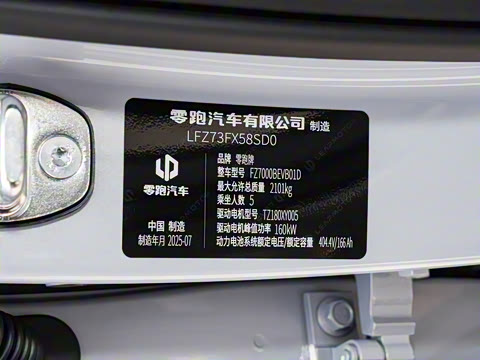 零跑汽车有限公司 制造
LFZ73FX58SD0
零跑汽车
中国 制造
制造年月 2025-07
品牌 零跑牌
整车型号 FZ7000BEVB01D
最大允许总质量 2101kg
乘坐人数 5
驱动电机型号 TZ180XY005
驱动电机峰值功率 160kW
动力电池系统额定电压/额定容量 404.4V/166Ah